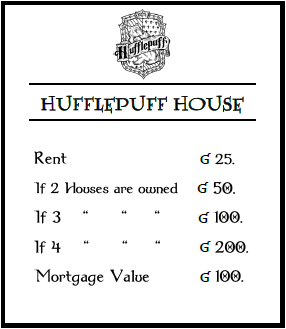 Hufflepuff
HUFFLEPUFF HOUSE
Rent G 25.
If 2 Houses are owned G 50.
If 3 " " " G 100.
If 4 " " " G 200.
Mortgage Value G 100.